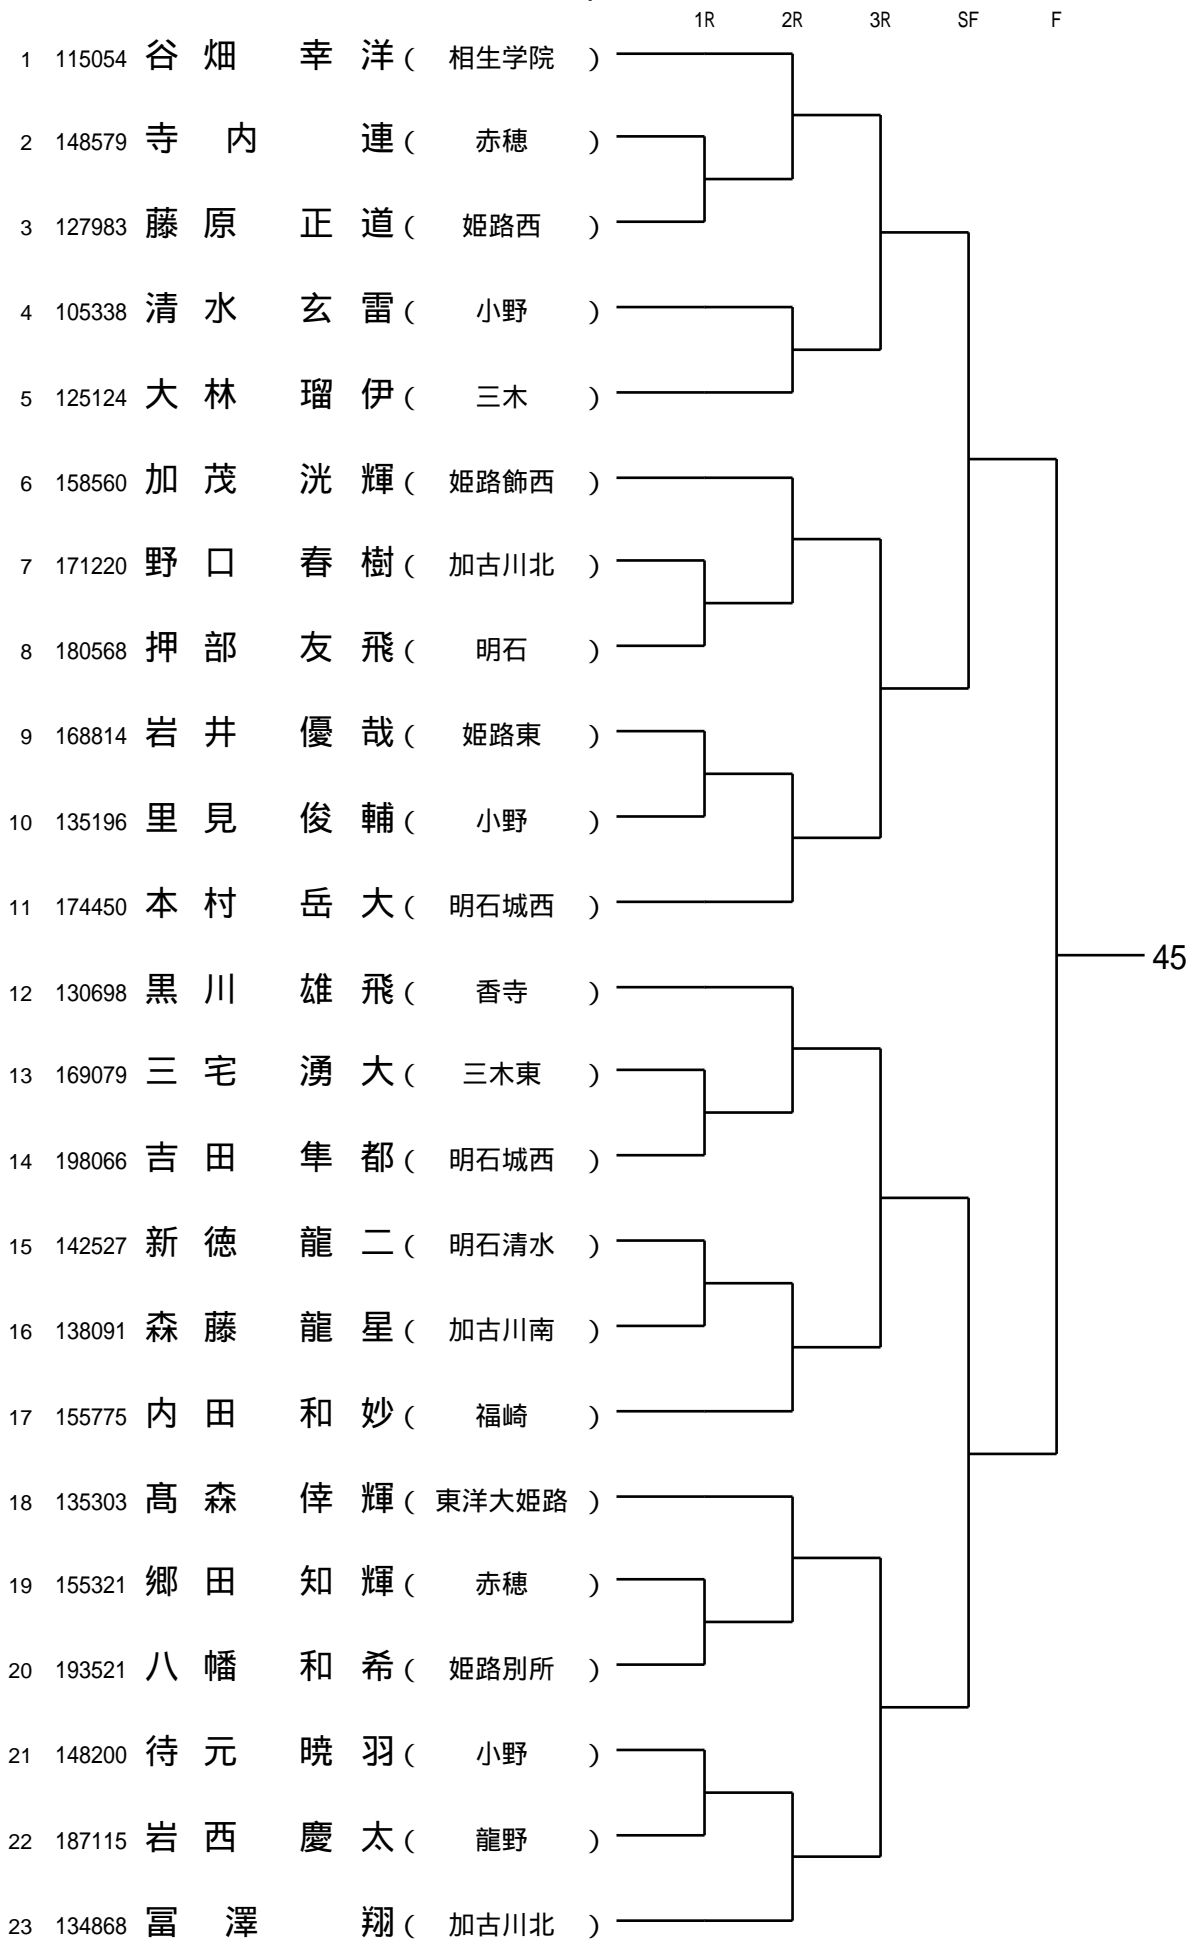 1R 2R 3R SF F
1 115054 谷畑 幸洋 ( 相生学院 )
2 148579 寺内 連 ( 赤穂 )
3 127983 藤原 正道 ( 姫路西 )
4 105338 清水 玄雷 ( 小野 )
5 125124 大林 瑠伊 ( 三木 )
6 158560 加茂 洸輝 ( 姫路飾西 )
7 171220 野口 春樹 ( 加古川北 )
8 180568 押部 友飛 ( 明石 )
9 168814 岩井 優哉 ( 姫路東 )
10 135196 里見 俊輔 ( 小野 )
11 174450 本村 岳大 ( 明石城西 )
45
12 130698 黒川 雄飛 ( 香寺 )
13 169079 三宅 湧大 ( 三木東 )
14 198066 吉田 隼都 ( 明石城西 )
15 142527 新徳 龍二 ( 明石清水 )
16 138091 森藤 龍星 ( 加古川南 )
17 155775 内田 和妙 ( 福崎 )
18 135303 髙森 倖輝 ( 東洋大姫路 )
19 155321 郷田 知輝 ( 赤穂 )
20 193521 八幡 和希 ( 姫路別所 )
21 148200 待元 暁羽 ( 小野 )
22 187115 岩西 慶太 ( 龍野 )
23 134868 冨澤 翔 ( 加古川北 )